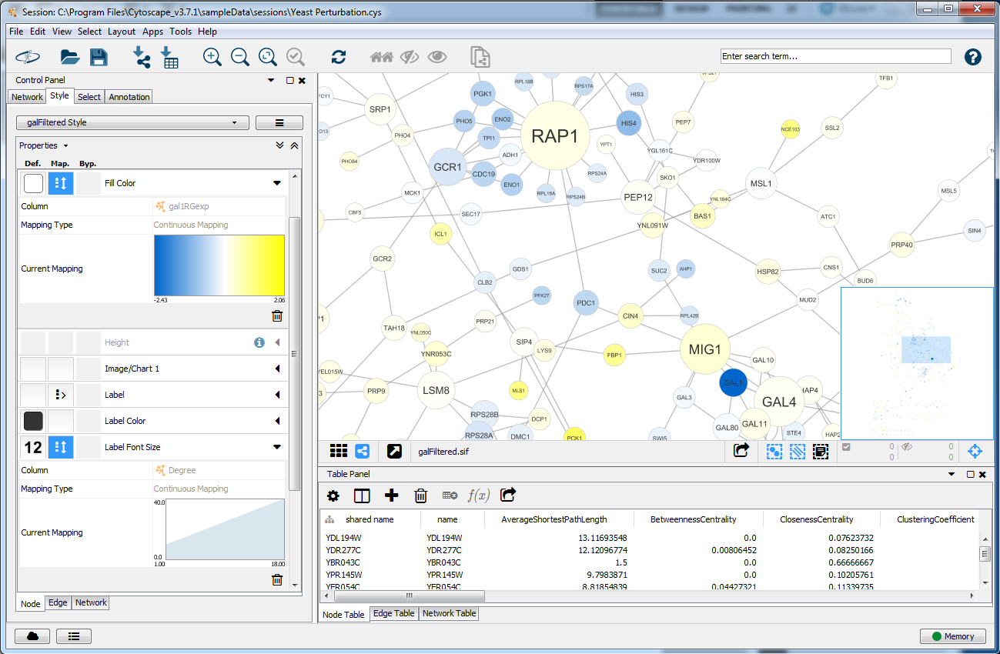 Session: C:\Program Files\Cytoscape_v3.7.1\sampleData\sessions\Yeast Perturbation.cys
File Edit View Select Layout Apps Tools Help
Enter search term...
Control Panel
Network Style Select Annotation
galFiltered Style
Properties
Def. Map. Byp.
Fill Color
Column gal1RGexp
Mapping Type Continuous Mapping
Current Mapping
-2.43 2.06
Height
Image/Chart 1
Label
Label Color
12 Label Font Size
Column Degree
Mapping Type Continuous Mapping
40.0
Current Mapping
0.0
1.00 18.00
Node Edge Network
TFB1
RPL18B
RPS17A
PGK1
HIS3
SRP1
PHO5
ENO2
HIS4
PEP7
NCE103
SSL2
PHO4
TPI1
RAP1
YPT1
YGL161C
ADH1
PHO84
GCR1
CDC19
RPS24A
YDR100W
SKO1
ENO1
MSL1
MCK1
RPL18A
RPS24B
PEP12
YNL164C
MSL5
CBF5
SEC17
BAS1
ATC1
ICL1
YNL091W
SIN4
PRP40
GCR2
GDS1
SUC2
AHP1
HSP82
CNS1
CLB2
BUD6
PFK27
PDC1
MUD2
PRP21
CIN4
RPL42B
TAH18
YNL050C
SIP4
LYS9
MIG1
YNR053C
FBP1
GAL10
GAL1
PRP9
LSM8
MLS1
GAL3
GAL4
RPS28B
DCP1
GAL80
GAL11
RPS28A
DMC1
PCK1
SWI5
STE4
HAP2
galFiltered.sif
0 0
0 0
Table Panel
f(x)
shared name name AverageShortestPathLength BetweennessCentrality ClosenessCentrality ClusteringCoefficient
YDL194W YDL194W 13.11693548 0.0 0.07623732
YDR277C YDR277C 12.12096774 0.00806452 0.08250166
YBR043C YBR043C 1.5 0.0 0.66666667
YPR145W YPR145W 9.7983871 0.0 0.10205761
YER054C YER054C 8.81854839 0.04427321 0.11339735
Node Table Edge Table Network Table
Memory